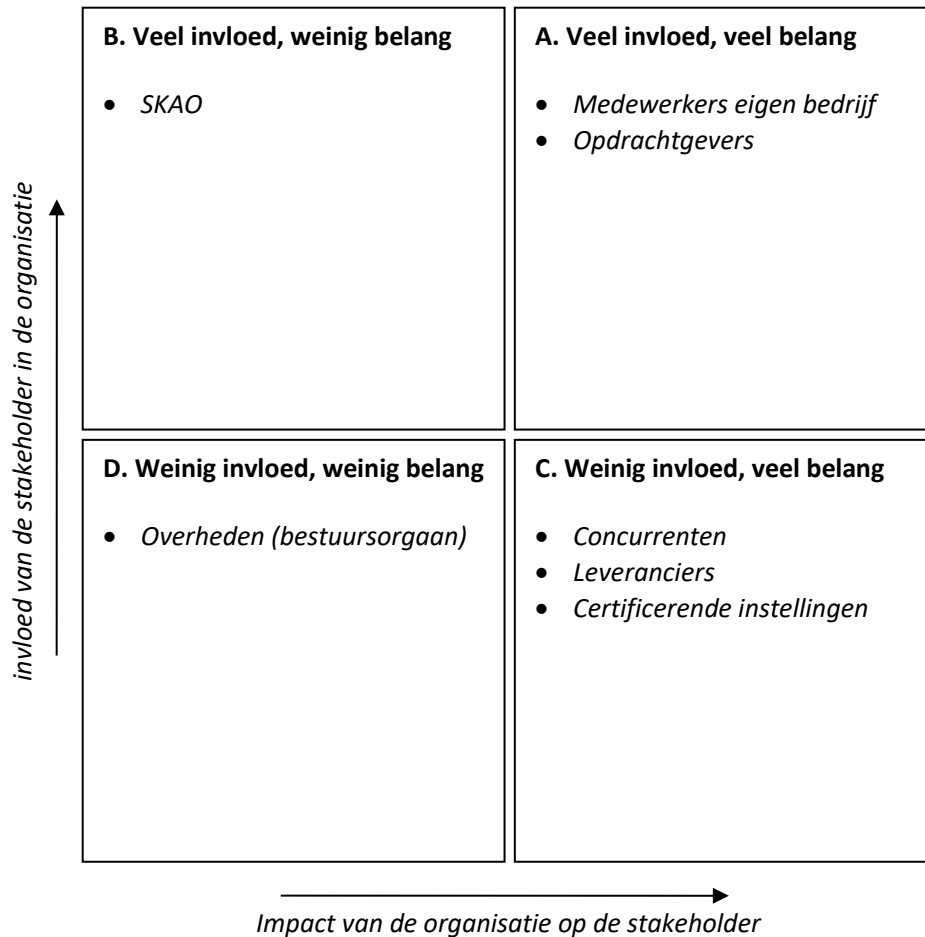 B. Veel invloed, weinig belang
• SKAO
A. Veel invloed, veel belang
• Medewerkers eigen bedrijf
• Opdrachtgevers
invloed van de stakeholder in de organisatie
D. Weinig invloed, weinig belang
• Overheden (bestuursorgaan)
C. Weinig invloed, veel belang
• Concurrenten
• Leveranciers
• Certificerende instellingen
Impact van de organisatie op de stakeholder